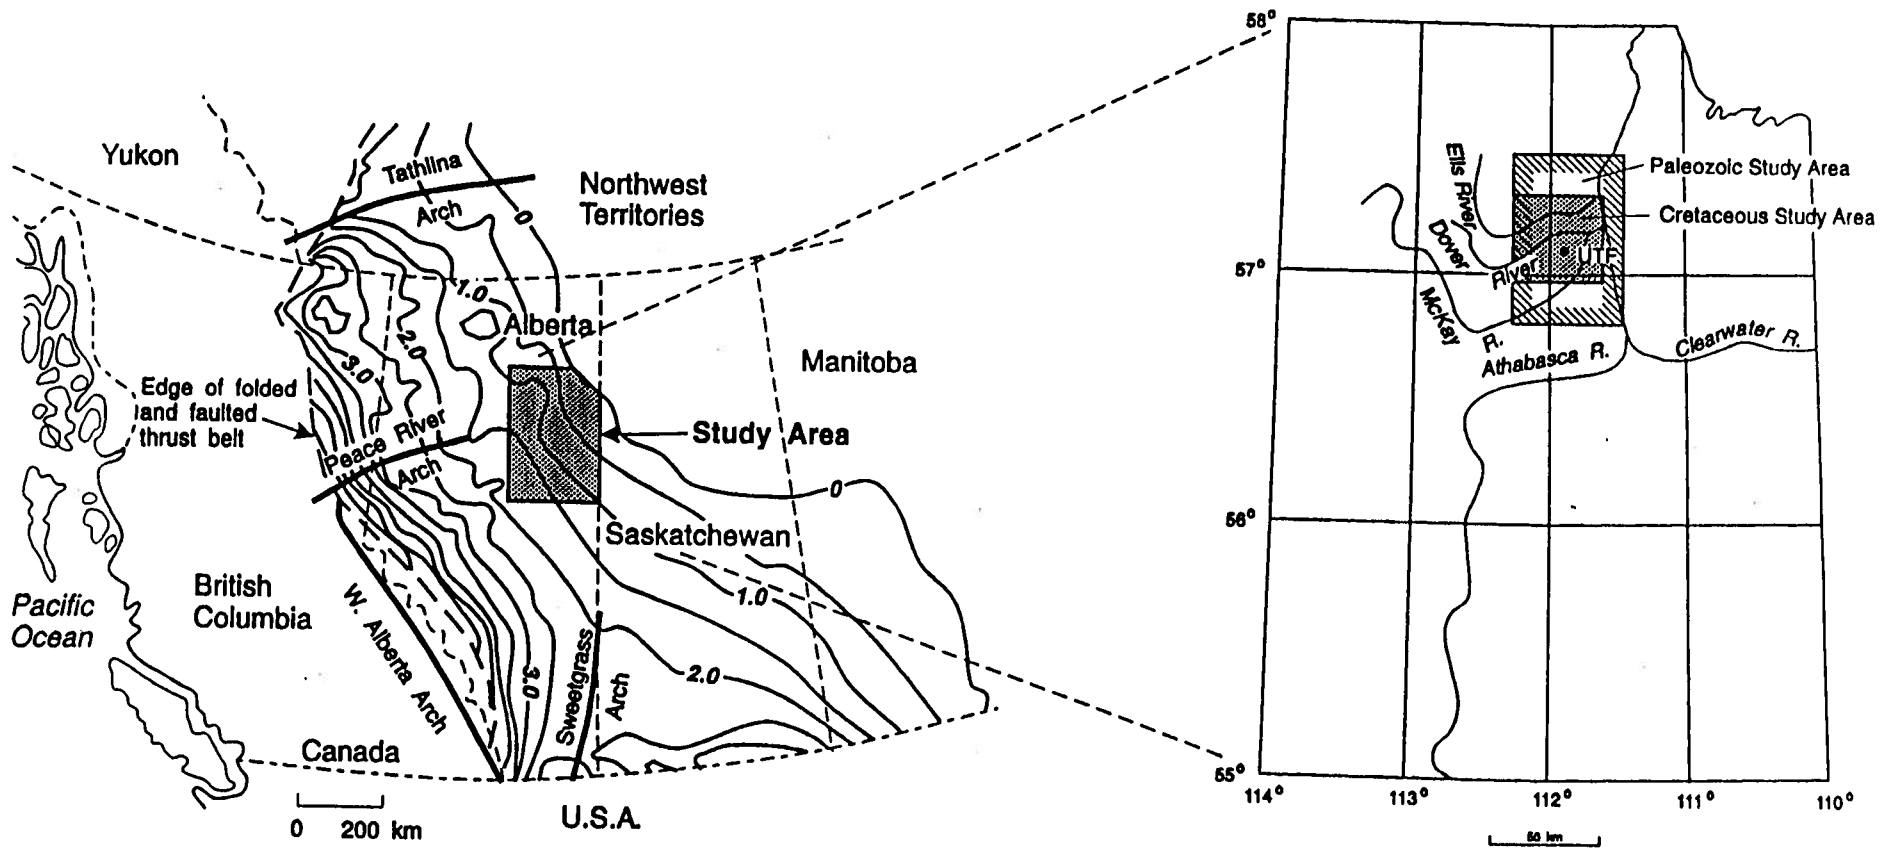 Yukon
Tathlina
Arch
Northwest
Territories
0
1.0
Alberta
2.0
3.0
Manitoba
Edge of folded
and faulted
thrust belt
Peace River
Arch
Study Area
0
Saskatchewan
British
Columbia
Pacific
Ocean
W. Alberta Arch
1.0
2.0
3.0
Sweetgrass
Arch
Canada
U.S.A.
0 200 km
58°
57°
56°
55°
114° 113° 112° 111° 110°
Ells River
Dover
River
McKay
R.
Athabasca R.
Clearwater R.
Paleozoic Study Area
Cretaceous Study Area
UTF
50 km